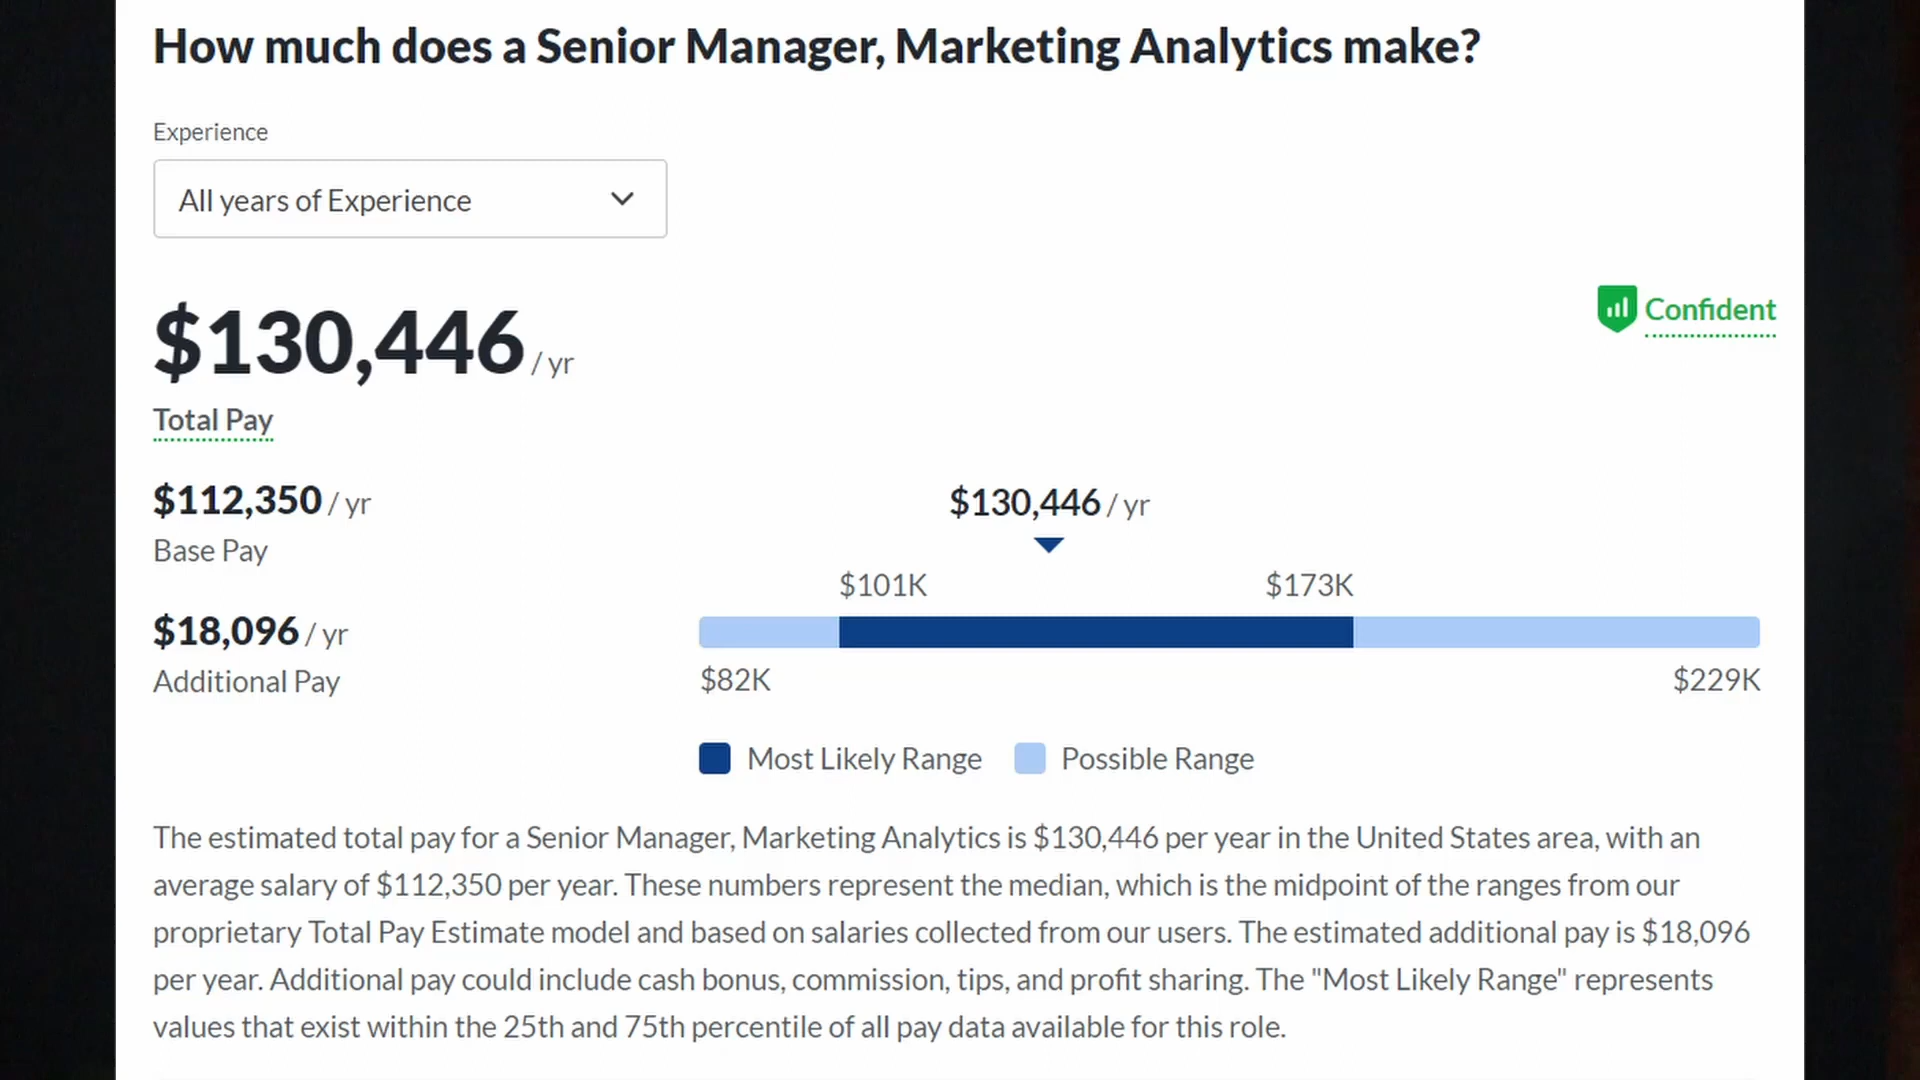 How much does a Senior Manager, Marketing Analytics make?
Experience
All years of Experience
$130,446 / yr
Confident
Total Pay
$112,350 / yr
Base Pay
$18,096 / yr
Additional Pay
$130,446 / yr
$101K $173K
$82K $229K
Most Likely Range Possible Range
The estimated total pay for a Senior Manager, Marketing Analytics is $130,446 per year in the United States area, with an
average salary of $112,350 per year. These numbers represent the median, which is the midpoint of the ranges from our
proprietary Total Pay Estimate model and based on salaries collected from our users. The estimated additional pay is $18,096
per year. Additional pay could include cash bonus, commission, tips, and profit sharing. The "Most Likely Range" represents
values that exist within the 25th and 75th percentile of all pay data available for this role.